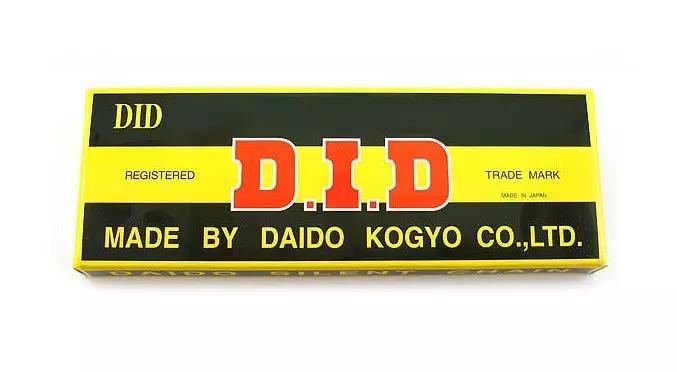 DID
REGISTERED
D.I.D
TRADE MARK
MADE IN JAPAN
MADE BY DAIDO KOGYO CO.,LTD.
DAIDO SILENT CHAIN